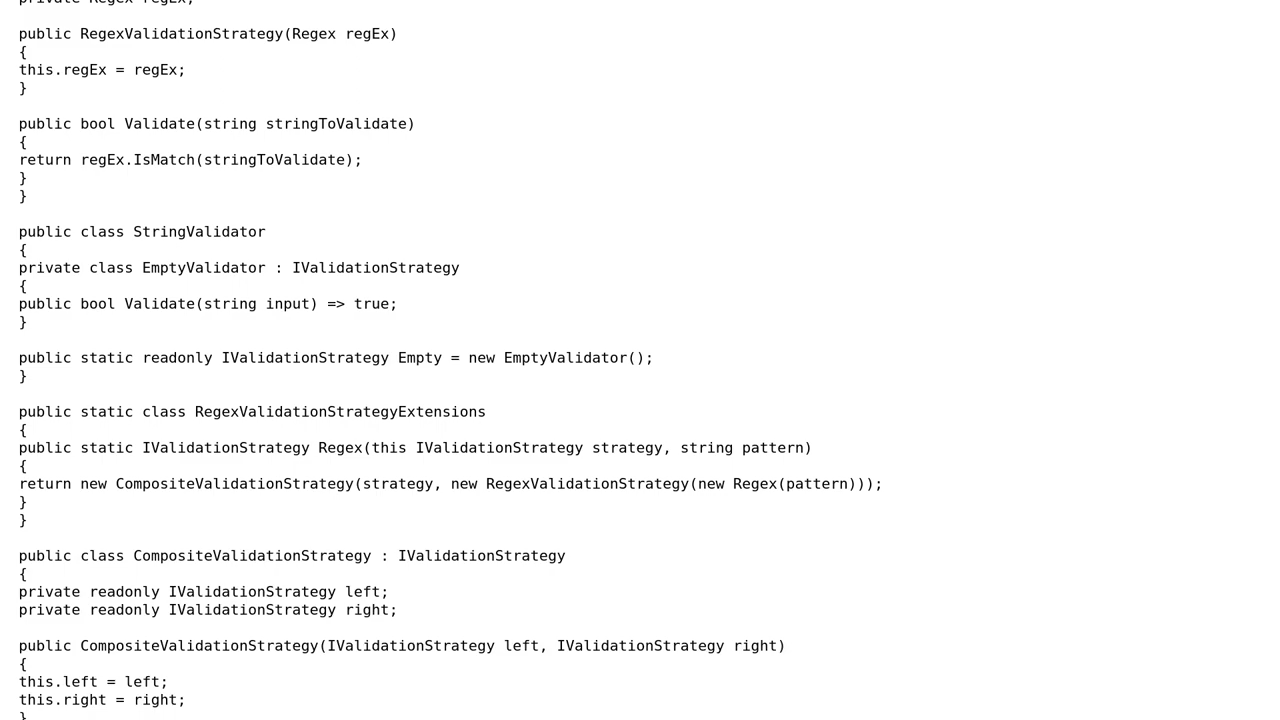 private Regex regEx;
public RegexValidationStrategy(Regex regEx)
{
this.regEx = regEx;
}
public bool Validate(string stringToValidate)
{
return regEx.IsMatch(stringToValidate);
}
}
public class StringValidator
{
private class EmptyValidator : IValidationStrategy
{
public bool Validate(string input) => true;
}
public static readonly IValidationStrategy Empty = new EmptyValidator();
}
public static class RegexValidationStrategyExtensions
{
public static IValidationStrategy Regex(this IValidationStrategy strategy, string pattern)
{
return new CompositeValidationStrategy(strategy, new RegexValidationStrategy(new Regex(pattern)));
}
}
public class CompositeValidationStrategy : IValidationStrategy
{
private readonly IValidationStrategy left;
private readonly IValidationStrategy right;
public CompositeValidationStrategy(IValidationStrategy left, IValidationStrategy right)
{
this.left = left;
this.right = right;
}